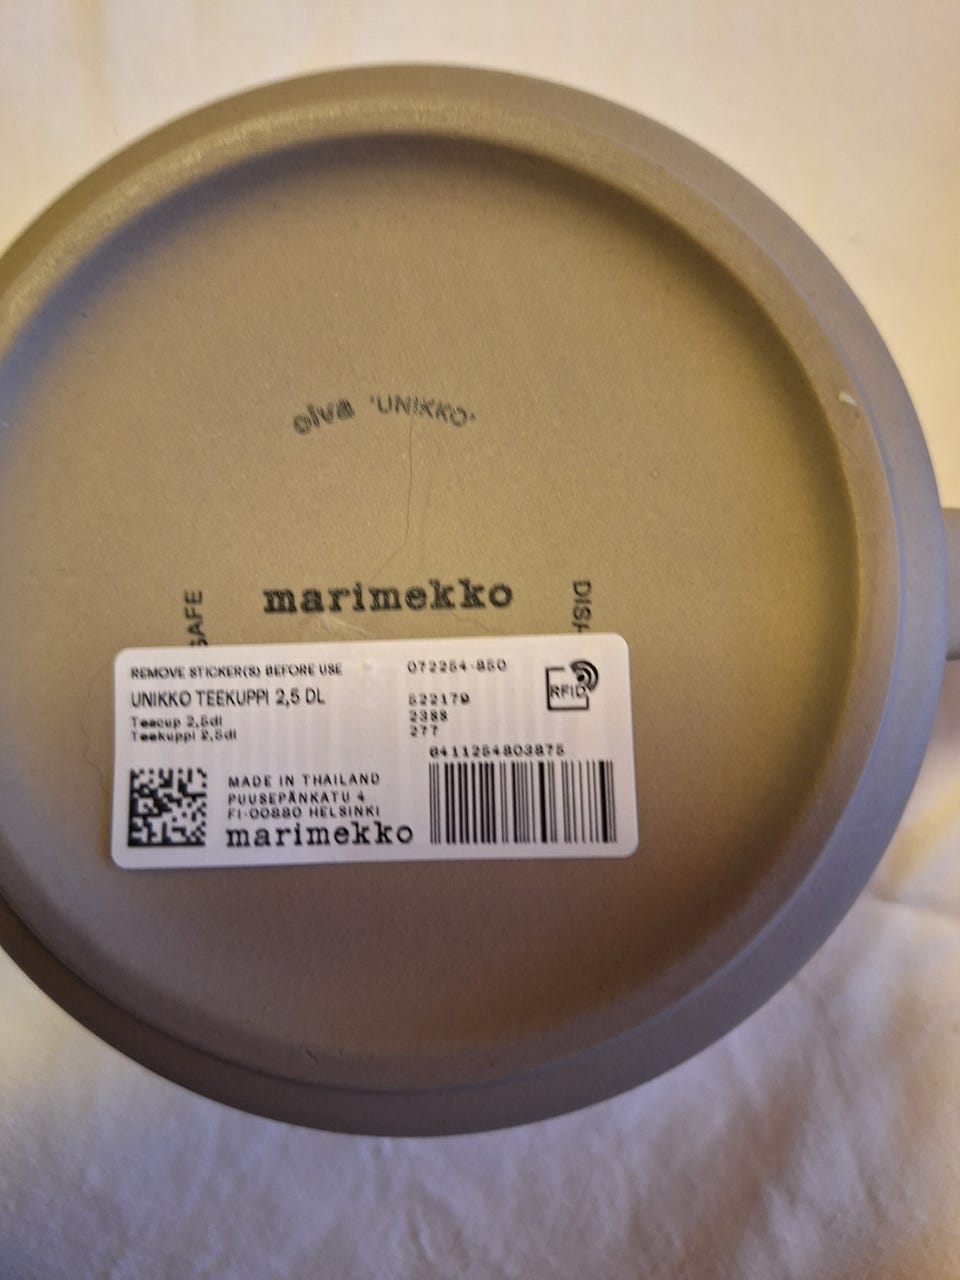 oiva 'UNIKKO'
SAFE
marimekko
DISH
REMOVE STICKER(S) BEFORE USE
UNIKKO TEEKUPPI 2,5 DL
Teacup 2,5dl
Teekuppi 2,5dl
072254-850
522179
2388
277
RFID
6411254803875
MADE IN THAILAND
PUUSEPÄNKATU 4
FI-00880 HELSINKI
marimekko